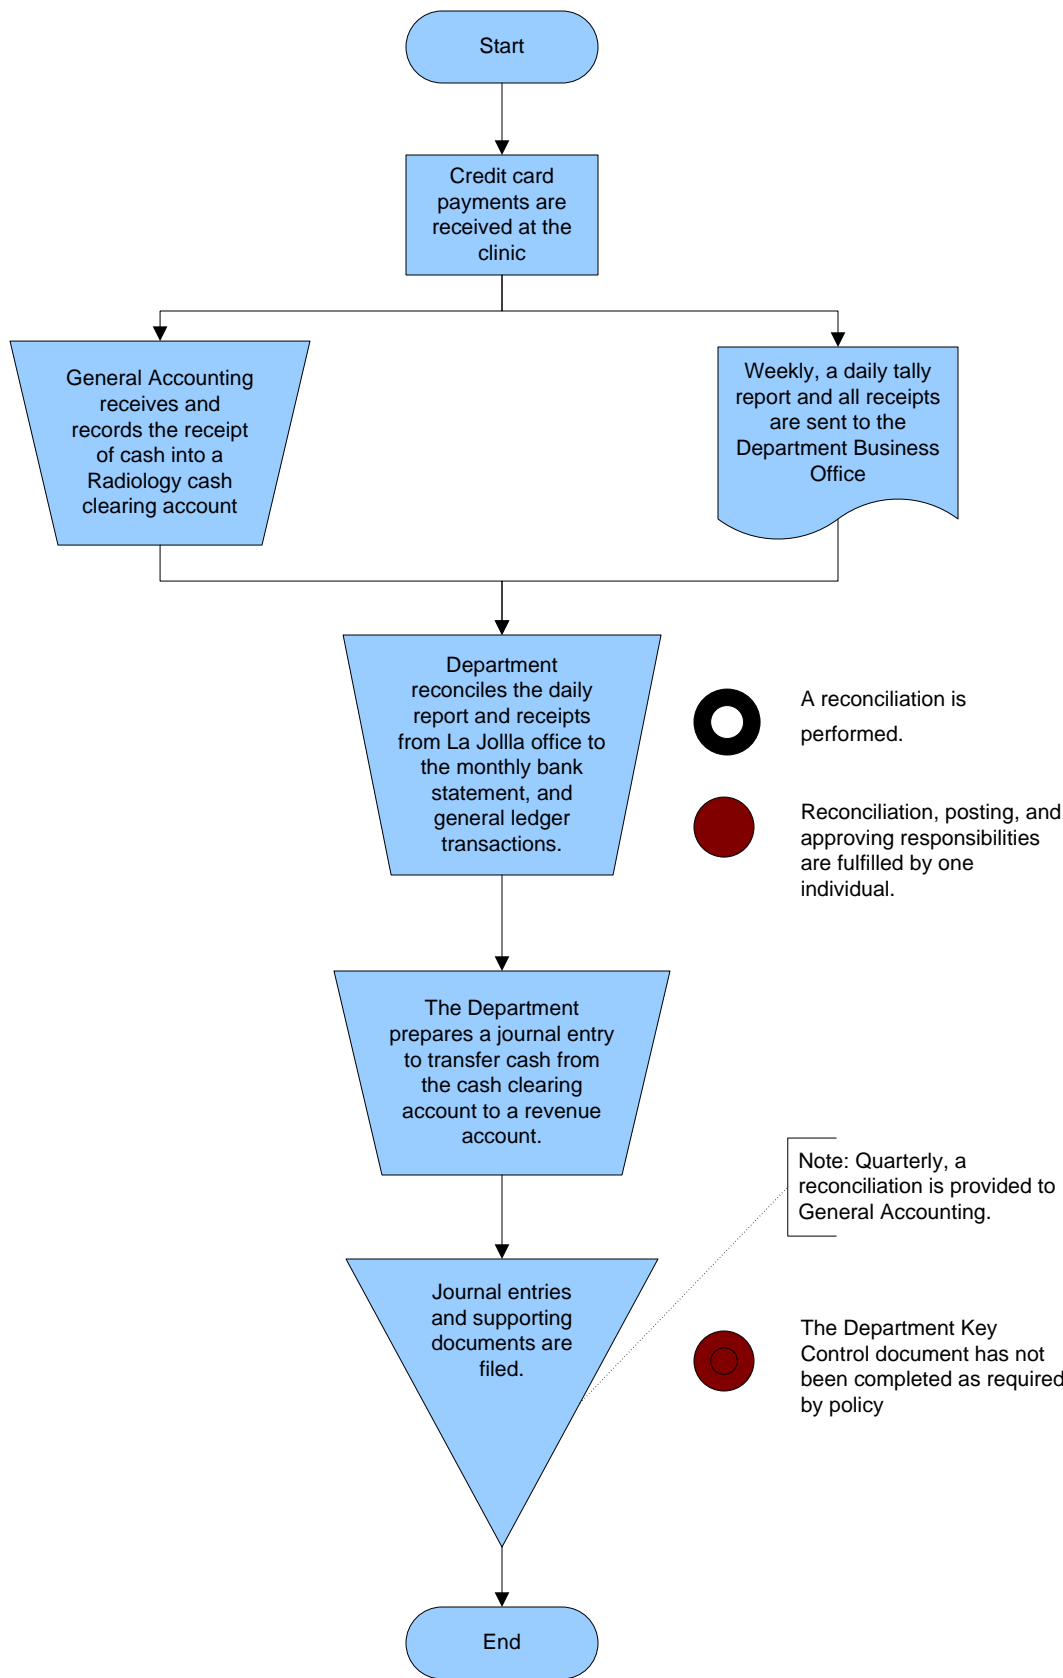 Start
Credit card
payments are
received at the
clinic
General Accounting
receives and
records the receipt
of cash into a
Radiology cash
clearing account
Weekly, a daily tally
report and all receipts
are sent to the
Department Business
Office
Department
reconciles the daily
report and receipts
from La Jollla office to
the monthly bank
statement, and
general ledger
transactions.
A reconciliation is
performed.
Reconciliation, posting, and
approving responsibilities
are fulfilled by one
individual.
The Department
prepares a journal entry
to transfer cash from
the cash clearing
account to a revenue
account.
Note: Quarterly, a
reconciliation is provided to
General Accounting.
Journal entries
and supporting
documents are
filed.
The Department Key
Control document has not
been completed as required
by policy
End